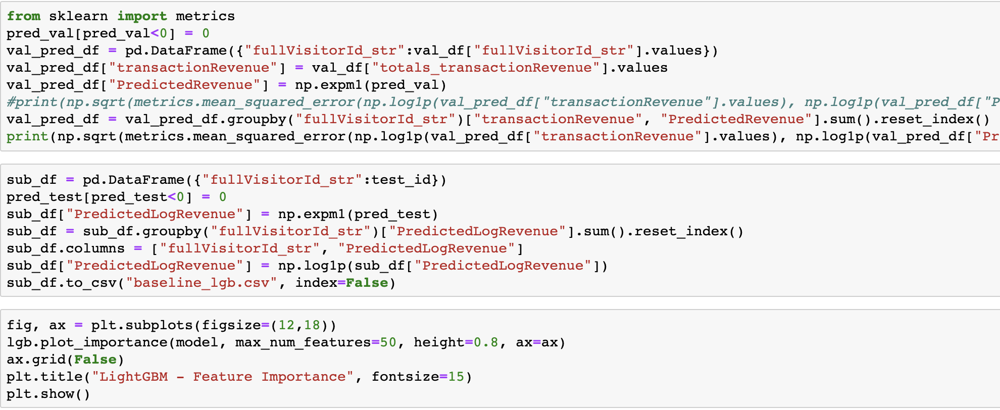 from sklearn import metrics
pred_val[pred_val<0] = 0
val_pred_df = pd.DataFrame({"fullVisitorId_str":val_df["fullVisitorId_str"].values})
val_pred_df["transactionRevenue"] = val_df["totals_transactionRevenue"].values
val_pred_df["PredictedRevenue"] = np.expm1(pred_val)
#print(np.sqrt(metrics.mean_squared_error(np.log1p(val_pred_df["transactionRevenue"].values), np.log1p(val_pred_df["P
val_pred_df = val_pred_df.groupby("fullVisitorId_str")["transactionRevenue", "PredictedRevenue"].sum().reset_index()
print(np.sqrt(metrics.mean_squared_error(np.log1p(val_pred_df["transactionRevenue"].values), np.log1p(val_pred_df["Pr
sub_df = pd.DataFrame({"fullVisitorId_str":test_id})
pred_test[pred_test<0] = 0
sub_df["PredictedLogRevenue"] = np.expm1(pred_test)
sub_df = sub_df.groupby("fullVisitorId_str")["PredictedLogRevenue"].sum().reset_index()
sub_df.columns = ["fullVisitorId_str", "PredictedLogRevenue"]
sub_df["PredictedLogRevenue"] = np.log1p(sub_df["PredictedLogRevenue"])
sub_df.to_csv("baseline_lgb.csv", index=False)
fig, ax = plt.subplots(figsize=(12,18))
lgb.plot_importance(model, max_num_features=50, height=0.8, ax=ax)
ax.grid(False)
plt.title("LightGBM - Feature Importance", fontsize=15)
plt.show()